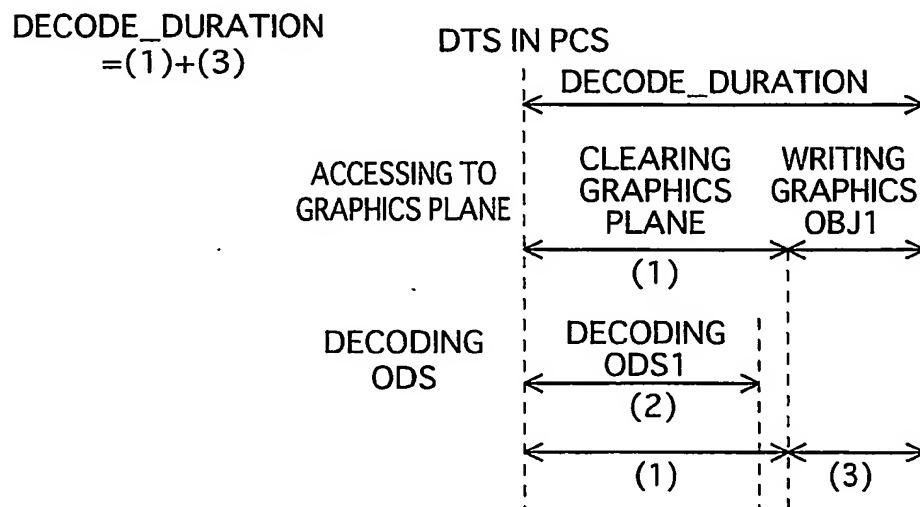 DECODE_DURATION
=(1)+(3)
DTS IN PCS
DECODE_DURATION
ACCESSING TO
GRAPHICS PLANE
CLEARING
GRAPHICS
PLANE
WRITING
GRAPHICS
OBJ1
(1)
DECODING
ODS
DECODING
ODS1
(2)
(1)
(3)